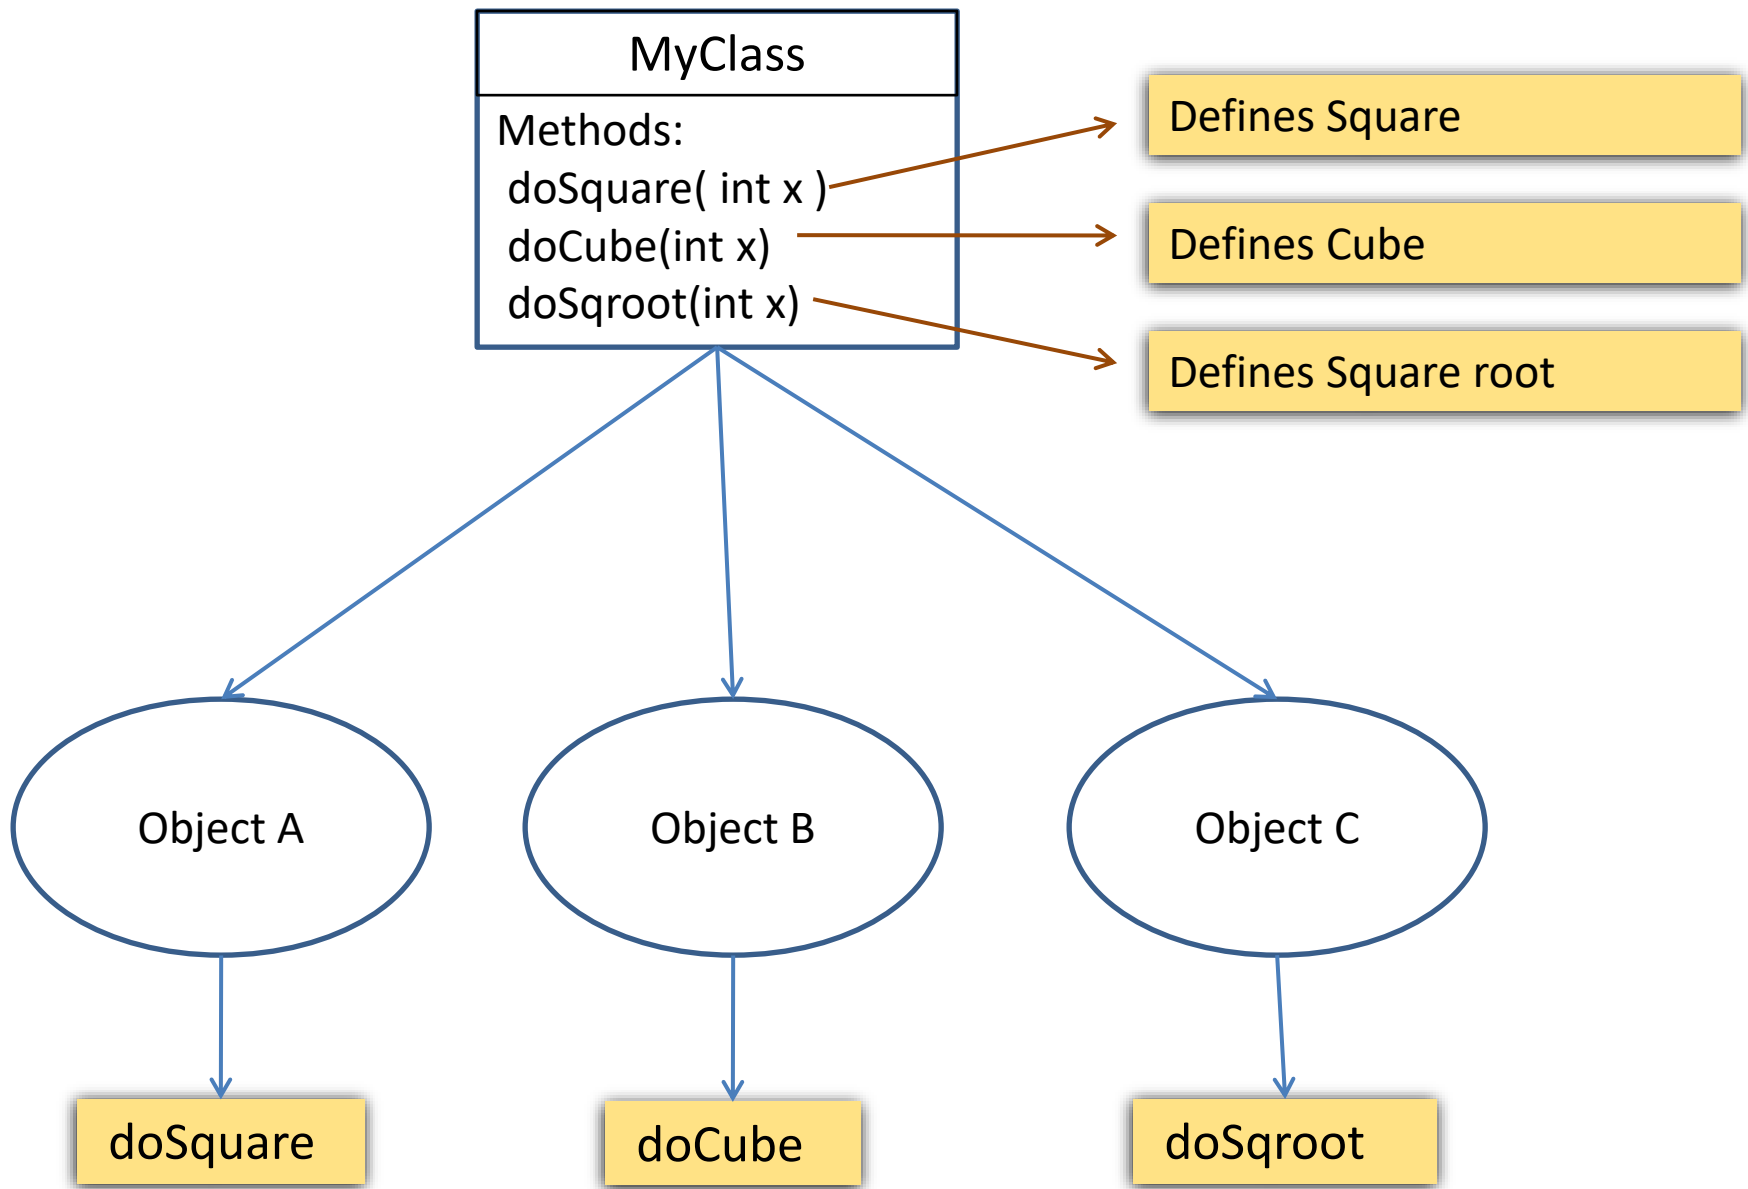 MyClass
Methods:
doSquare( int x )
doCube(int x)
doSqroot(int x)
Defines Square
Defines Cube
Defines Square root
Object A
Object B
Object C
doSquare
doCube
doSqroot